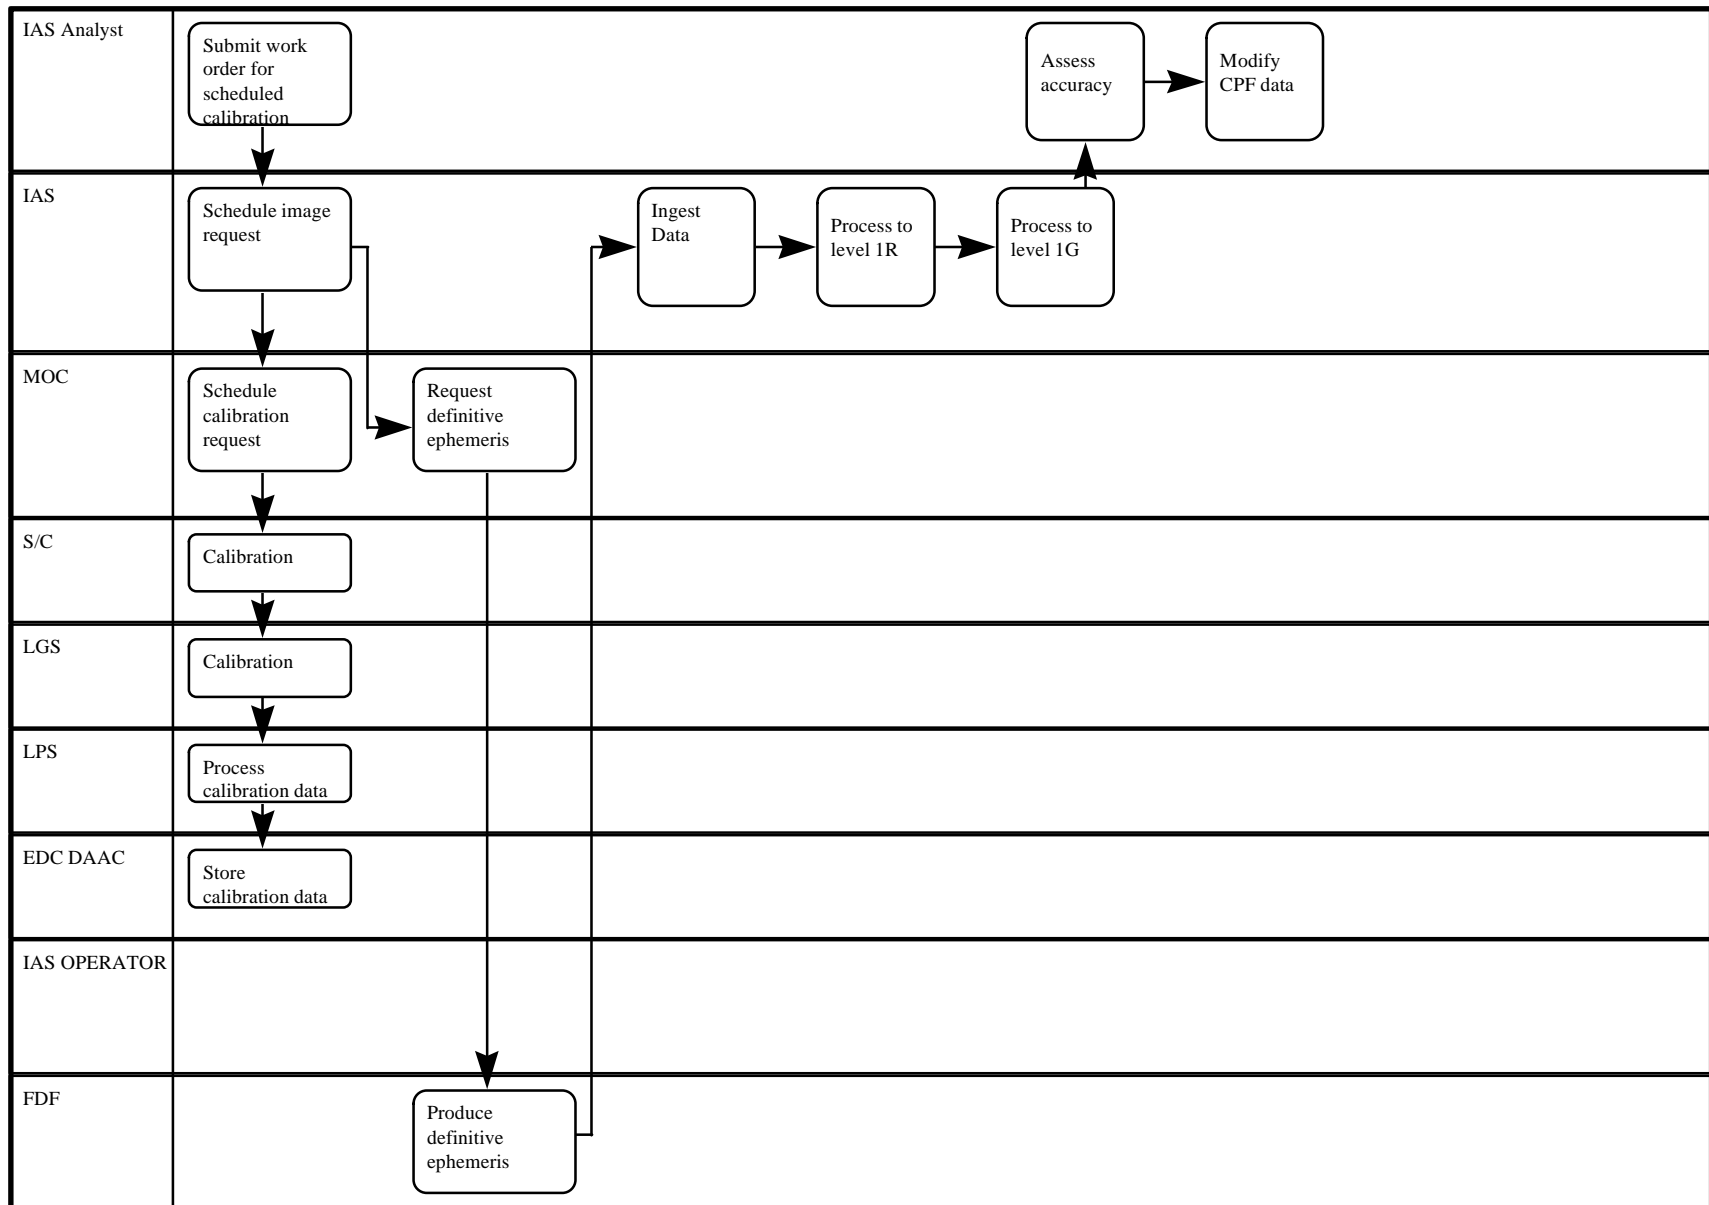 IAS Analyst
Submit work
order for
scheduled
calibration
Assess
accuracy
Modify
CPF data
IAS
Schedule image
request
Ingest
Data
Process to
level 1R
Process to
level 1G
MOC
Schedule
calibration
request
Request
definitive
ephemeris
S/C
Calibration
LGS
Calibration
LPS
Process
calibration data
EDC DAAC
Store
calibration data
IAS OPERATOR
FDF
Produce
definitive
ephemeris